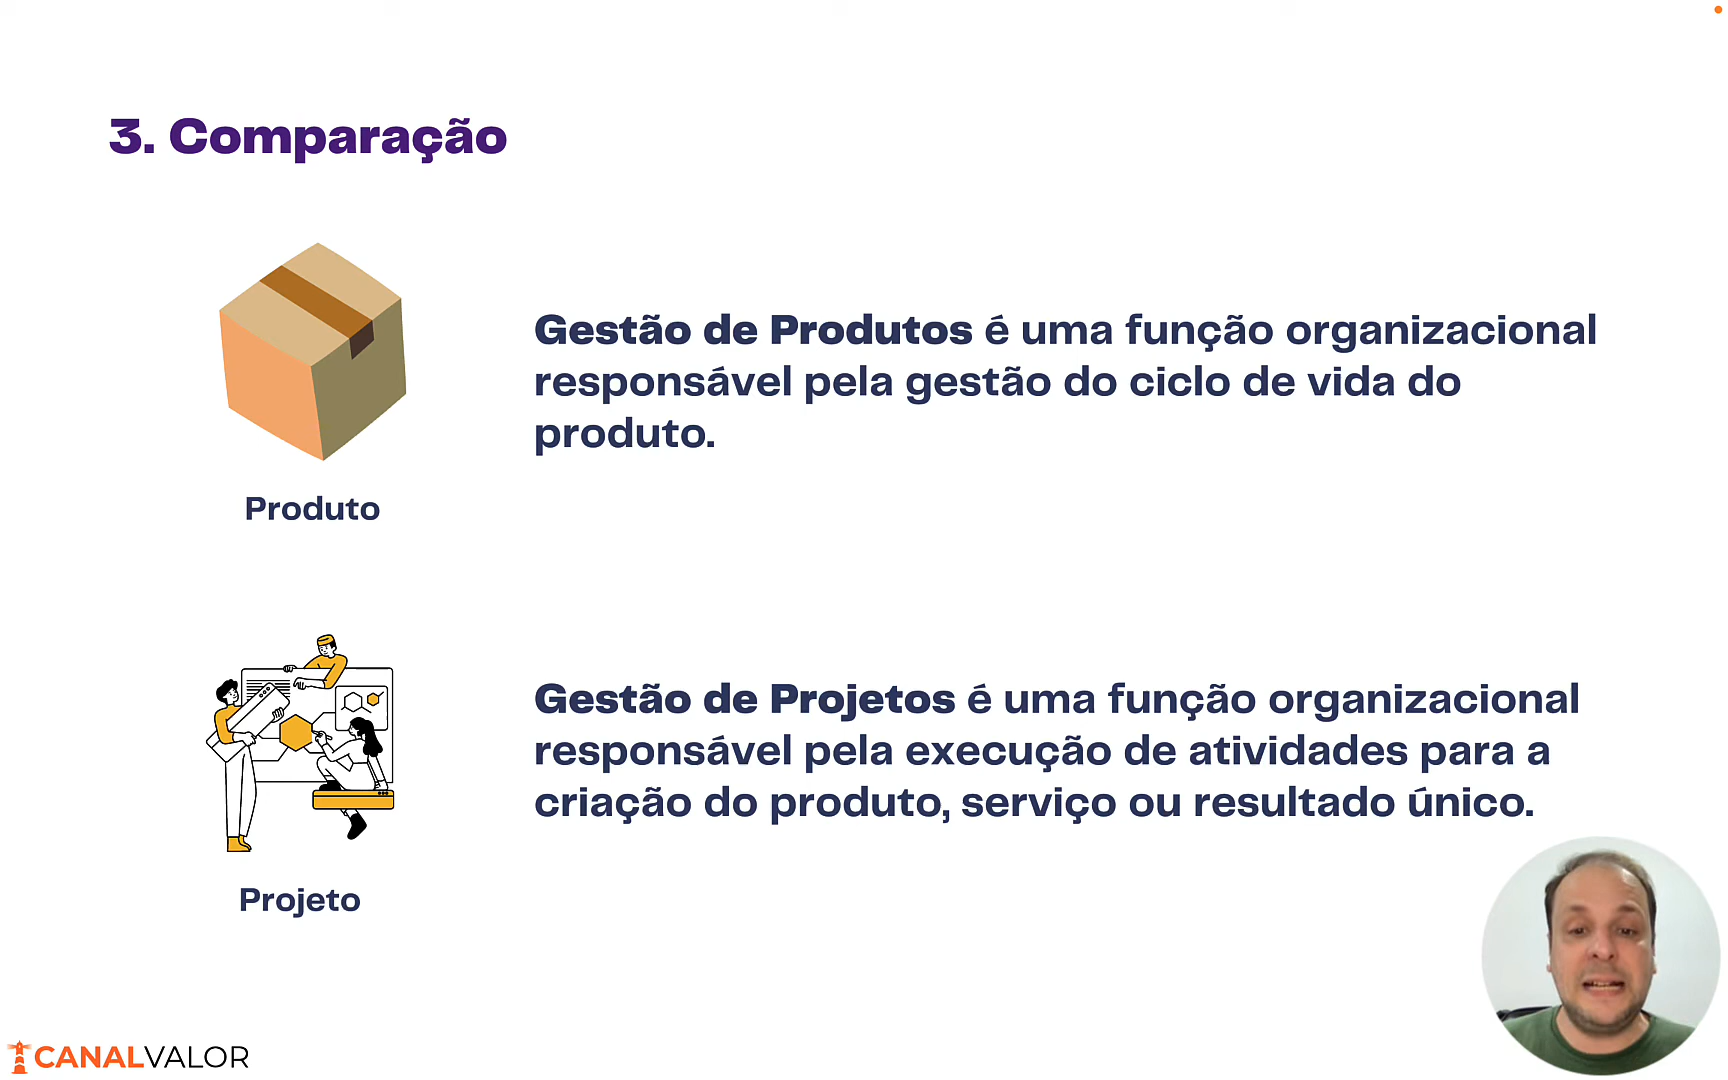 3. Comparação
Gestão de Produtos é uma função organizacional
responsável pela gestão do ciclo de vida do
produto.
Produto
Gestão de Projetos é uma função organizacional
responsável pela execução de atividades para a
criação do produto, serviço ou resultado único.
Projeto
CANALVALOR